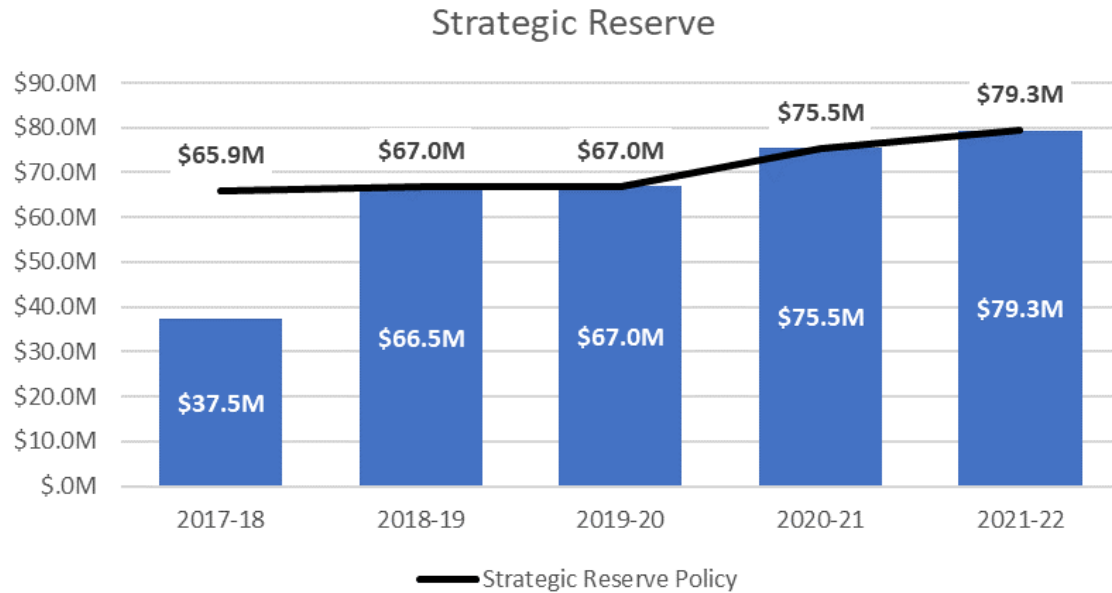 Strategic Reserve
$90.0M
$80.0M
$70.0M
$60.0M
$50.0M
$40.0M
$30.0M
$20.0M
$10.0M
$.0M
$65.9M
$67.0M
$67.0M
$75.5M
$79.3M
$37.5M
$66.5M
$67.0M
$75.5M
$79.3M
2017-18
2018-19
2019-20
2020-21
2021-22
Strategic Reserve Policy